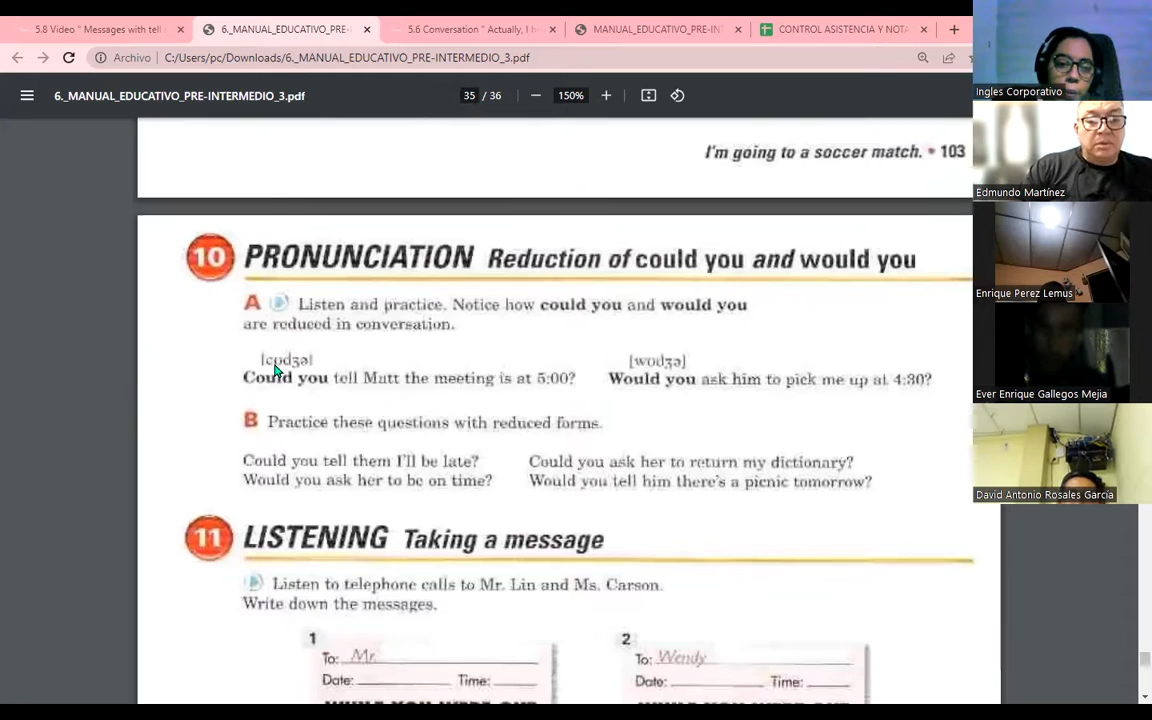 5.8 Video " Messages with tell
6._MANUAL_EDUCATIVO_PRE-
5.6 Conversation " Actually, I h
MANUAL_EDUCATIVO_PRE-INT
CONTROL ASISTENCIA Y NOTA
Archivo
C:/Users/pc/Downloads/6._MANUAL_EDUCATIVO_PRE-INTERMEDIO_3.pdf
6._MANUAL_EDUCATIVO_PRE-INTERMEDIO_3.pdf
35 / 36
150%
I'm going to a soccer match. • 103
10 PRONUNCIATION Reduction of could you and would you
A Listen and practice. Notice how could you and would you
are reduced in conversation.
[cʊdʒə] [wʊdʒə]
Could you tell Matt the meeting is at 5:00? Would you ask him to pick me up at 4:30?
B Practice these questions with reduced forms.
Could you tell them I'll be late? Could you ask her to return my dictionary?
Would you ask her to be on time? Would you tell him there's a picnic tomorrow?
11 LISTENING Taking a message
Listen to telephone calls to Mr. Lin and Ms. Carson.
Write down the messages.
1 2
To: Mr. To: Wendy
Date: Time: Date: Time:
Ingles Corporativo
Edmundo Martínez
Enrique Perez Lemus
Ever Enrique Gallegos Mejia
David Antonio Rosales García